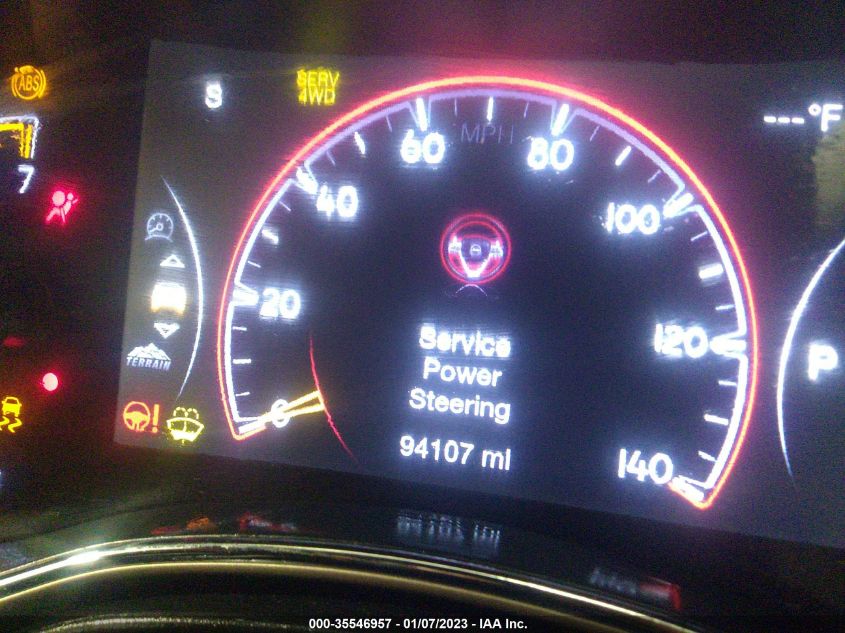 ABS
S
SERV
4WD
---°F
7
MPH
0
20
40
60
80
100
120
140
TERRAIN
P
Service
Power
Steering
94107 mi
000-35546957 - 01/07/2023 - IAA Inc.